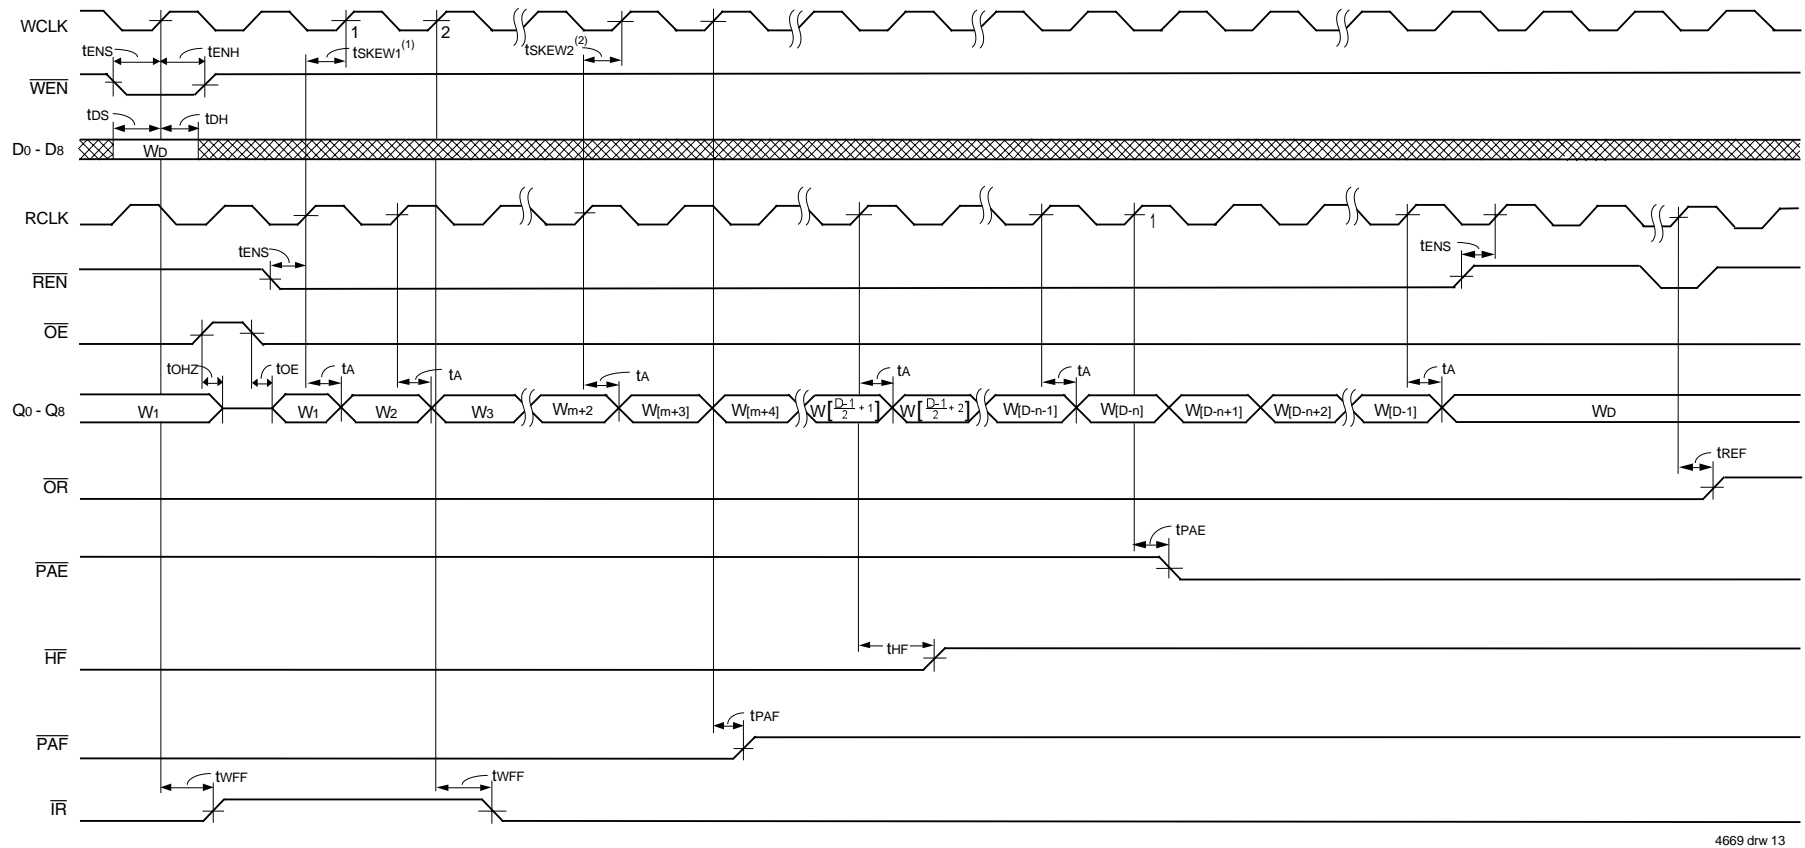 WCLK
1
2
tENS
tENH
tSKEW1(1)
tSKEW2(2)
WEN
tDS
tDH
D0 - D8
WD
RCLK
1
tENS
tENS
REN
OE
tOHZ
tOE
tA
tA
tA
tA
tA
tA
Q0 - Q8
W1
W1
W2
W3
Wm+2
W[m+3]
W[m+4]
W[D-1/2 + 1]
W[D-1/2 + 2]
W[D-n-1]
W[D-n]
W[D-n+1]
W[D-n+2]
W[D-1]
WD
tREF
OR
tPAE
PAE
tHF
HF
tPAF
PAF
tWFF
tWFF
IR
4669 drw 13